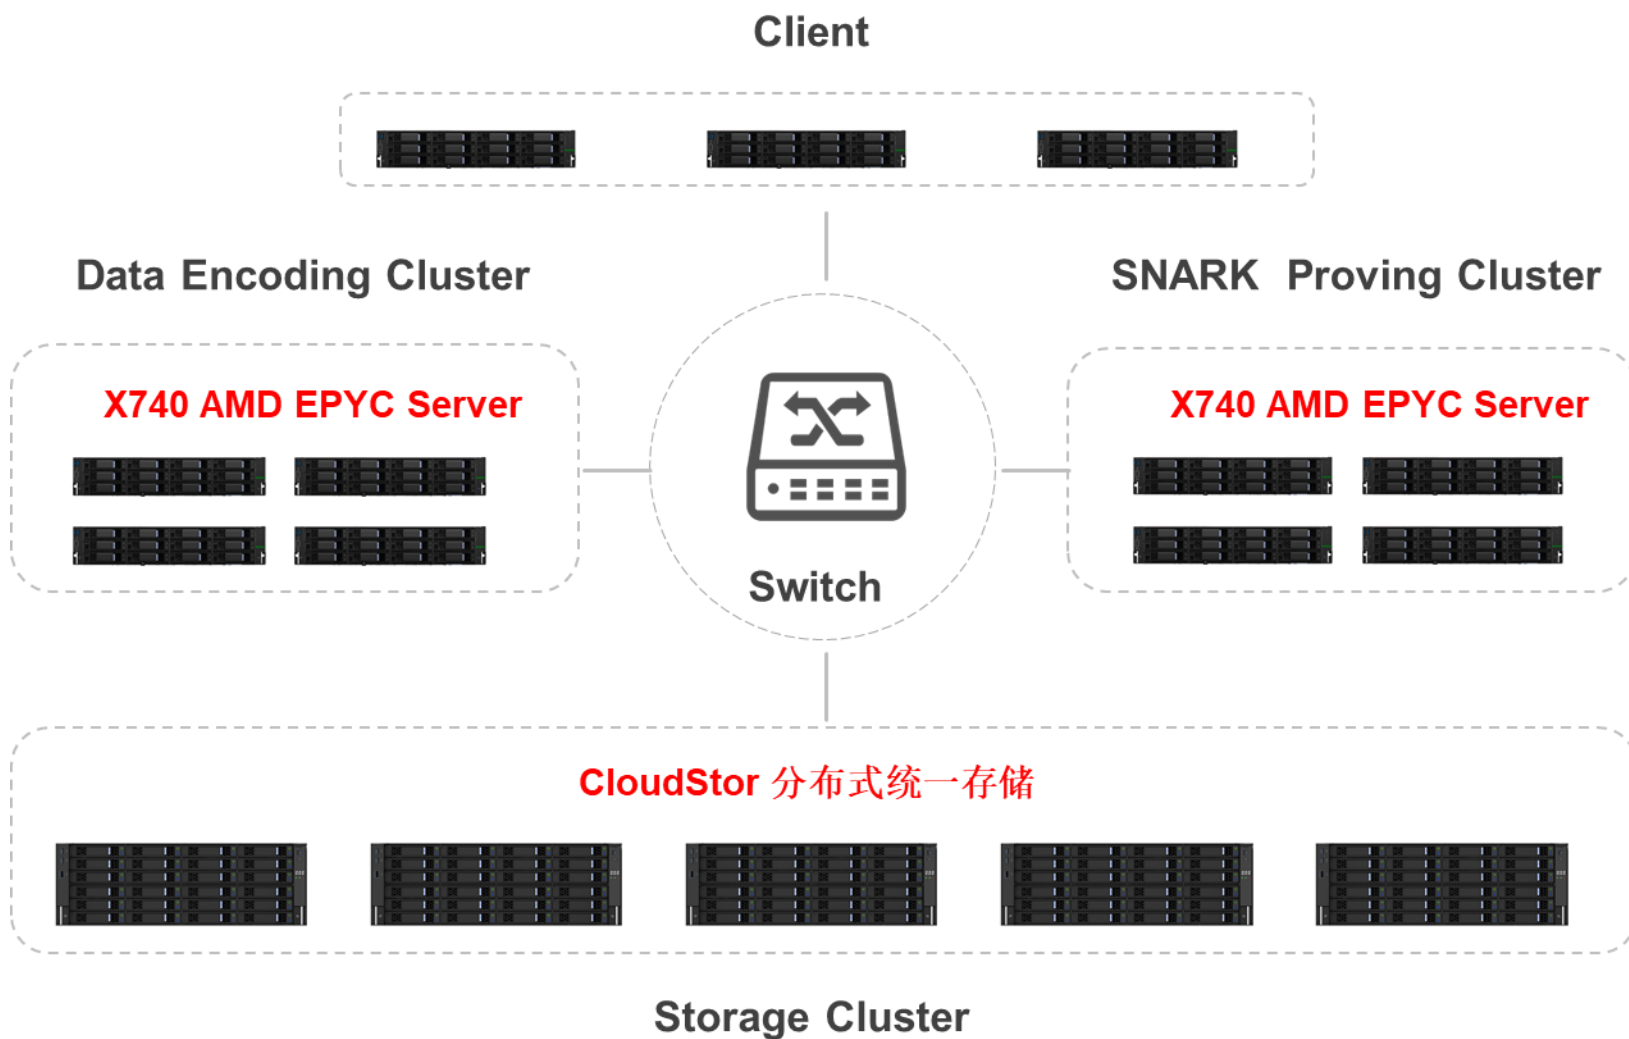 Client
Data Encoding Cluster
SNARK Proving Cluster
X740 AMD EPYC Server
X740 AMD EPYC Server
Switch
CloudStor 分布式统一存储
Storage Cluster